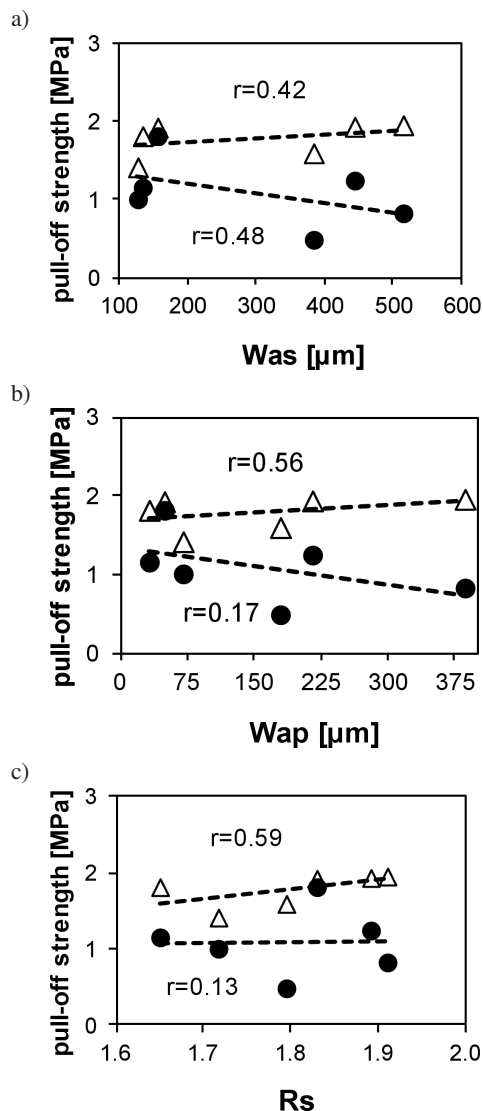 a)
pull-off strength [MPa]
3
2
1
0
r=0.42
r=0.48
100 200 300 400 500 600
Was [µm]
b)
pull-off strength [MPa]
3
2
1
0
r=0.56
r=0.17
0 75 150 225 300 375
Wap [µm]
c)
pull-off strength [MPa]
3
2
1
0
r=0.59
r=0.13
1.6 1.7 1.8 1.9 2.0
Rs